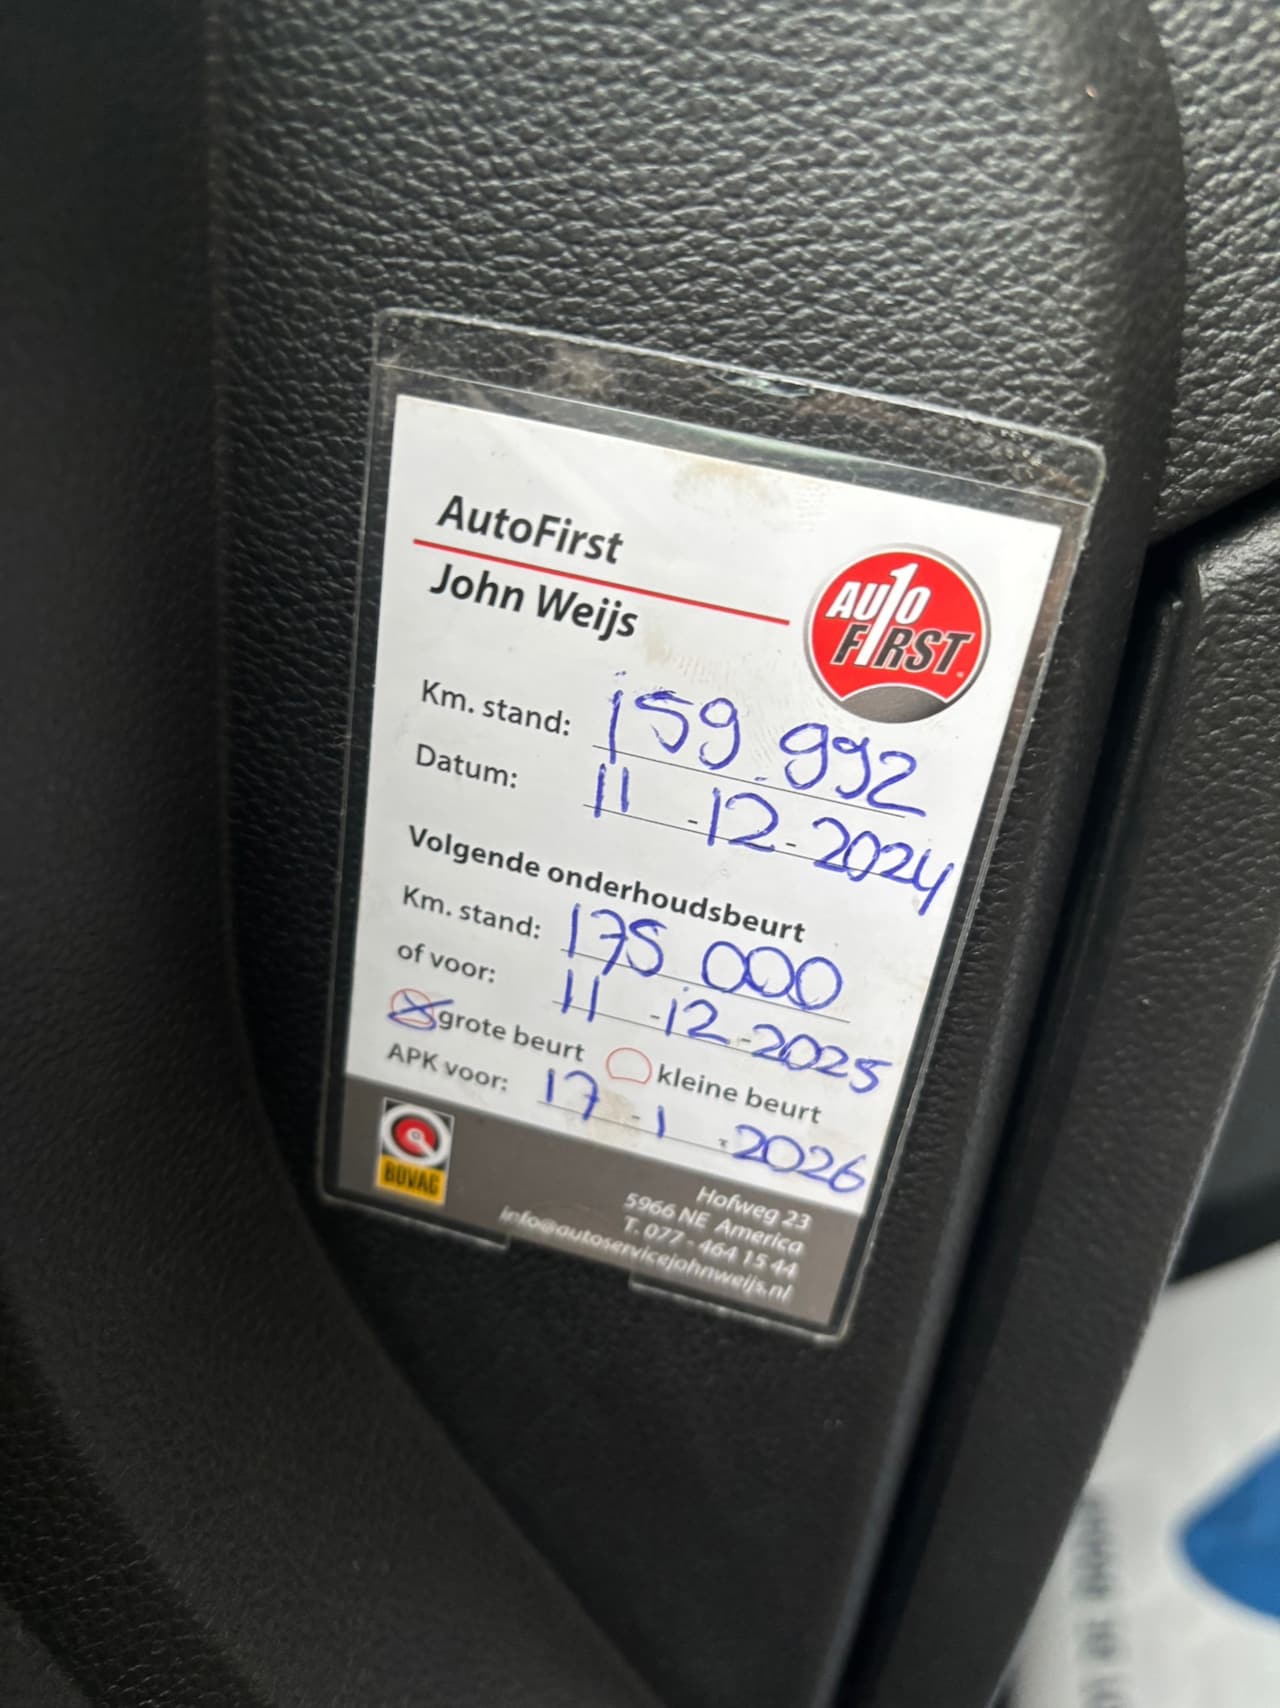 AutoFirst
John Weijs
AUTO
FIRST
Km. stand: 159.992
Datum: 11-12-2024
Volgende onderhoudsbeurt
Km. stand: 175 000
of voor: 11-12-2025
grote beurt kleine beurt
APK voor: 17-1-2026
BOVAG
Hofweg 23
5966 NE America
T. 077 - 464 15 44
info@autoservicejohnweijs.nl